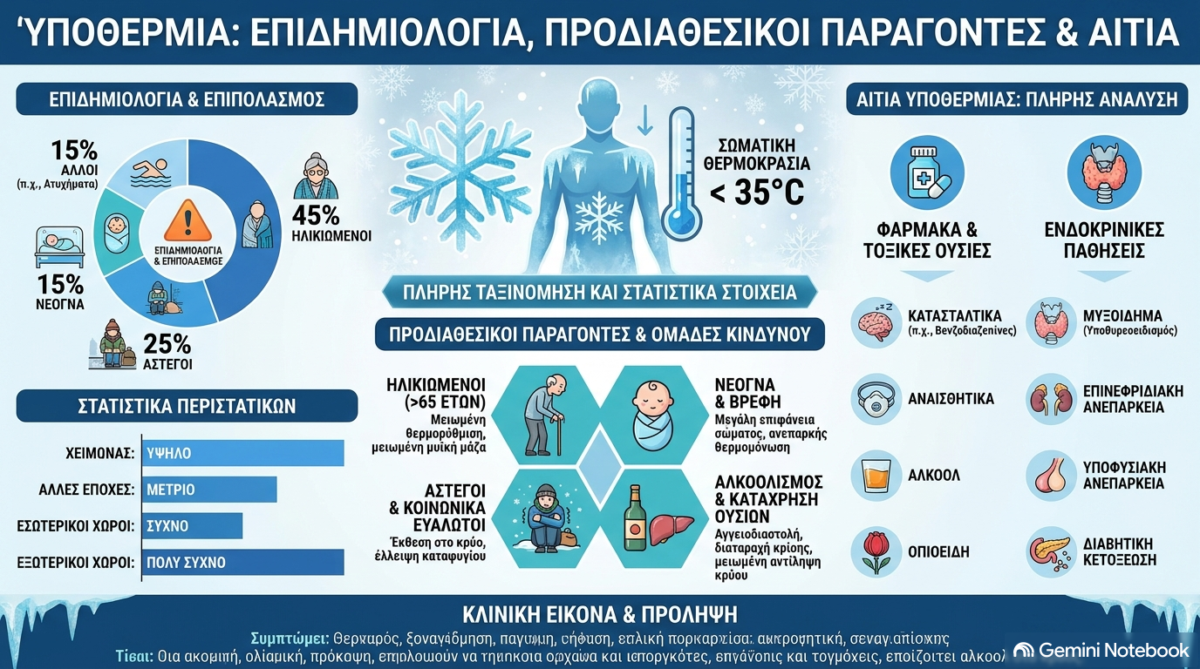 Ὑποθερμία: ΕΠΙΔΗΜΙΟΛΟΓΙΑ, ΠΡΟΔΙΑΘΕΣΙΚΟΙ ΠΑΡΑΓΟΝΤΕΣ & ΑΙΤΙΑ
ΕΠΙΔΗΜΙΟΛΟΓΙΑ & ΕΠΙΠΟΛΑΣΜΟΣ
15%
ΑΛΛΟΙ
(π.χ., Ατυχήματα)
45%
ΗΛΙΚΙΩΜΕΝΟΙ
15%
ΝΕΟΓΝΑ
25%
ΑΣΤΕΓΟΙ
ΕΠΙΔΗΜΙΟΛΟΓΙΑ
ΣΤΑΤΙΣΤΙΚΑ ΠΕΡΙΣΤΑΤΙΚΩΝ
ΧΕΙΜΩΝΑΣ: ΥΨΗΛΟ
ΑΛΛΕΣ ΕΠΟΧΕΣ: ΜΕΤΡΙΟ
ΕΣΩΤΕΡΙΚΟΙ ΧΩΡΟΙ: ΣΥΧΝΟ
ΕΞΩΤΕΡΙΚΟΙ ΧΩΡΟΙ: ΠΟΛΥ ΣΥΧΝΟ
ΣΩΜΑΤΙΚΗ
ΘΕΡΜΟΚΡΑΣΙΑ
< 35°C
ΠΛΗΡΗΣ ΤΑΞΙΝΟΜΗΣΗ ΚΑΙ ΣΤΑΤΙΣΤΙΚΑ ΣΤΟΙΧΕΙΑ
ΠΡΟΔΙΑΘΕΣΙΚΟΙ ΠΑΡΑΓΟΝΤΕΣ & ΟΜΑΔΕΣ ΚΙΝΔΥΝΟΥ
ΗΛΙΚΙΩΜΕΝΟΙ
(>65 ΕΤΩΝ)
Μειωμένη
θερμορύθμιση,
μειωμένη μυϊκή μάζα
ΝΕΟΓΝΑ
& ΒΡΕΦΗ
Μεγάλη επιφάνεια
σώματος, ανεπαρκής
θερμομόνωση
ΑΣΤΕΓΟΙ
& ΚΟΙΝΩΝΙΚΑ
ΕΥΑΛΩΤΟΙ
Έκθεση στο κρύο,
έλλειψη καταφυγίου
ΑΛΚΟΟΛΙΣΜΟΣ
& ΚΑΤΑΧΡΗΣΗ
ΟΥΣΙΩΝ
Αγγειοδιαστολή,
διαταραχή κρίσης,
μειωμένη αντίληψη
κρύου
ΑΙΤΙΑ ΥΠΟΘΕΡΜΙΑΣ: ΠΛΗΡΗΣ ΑΝΑΛΥΣΗ
ΦΑΡΜΑΚΑ &
ΤΟΞΙΚΕΣ ΟΥΣΙΕΣ
ΚΑΤΑΣΤΑΛΤΙΚΑ
(π.χ., Βενζοδιαζεπίνες)
ΑΝΑΙΣΘΗΤΙΚΑ
ΑΛΚΟΟΛ
ΟΠΙΟΕΙΔΗ
ΕΝΔΟΚΡΙΝΙΚΕΣ
ΠΑΘΗΣΕΙΣ
ΜΥΞΟΙΔΗΜΑ
(Υποθυρεοειδισμός)
ΕΠΙΝΕΦΡΙΔΙΑΚΗ
ΑΝΕΠΑΡΚΕΙΑ
ΥΠΟΦΥΣΙΑΚΗ
ΑΝΕΠΑΡΚΕΙΑ
ΔΙΑΒΗΤΙΚΗ
ΚΕΤΟΞΕΩΣΗ
ΚΛΙΝΙΚΗ ΕΙΚΟΝΑ & ΠΡΟΛΗΨΗ
Gemini Notebook